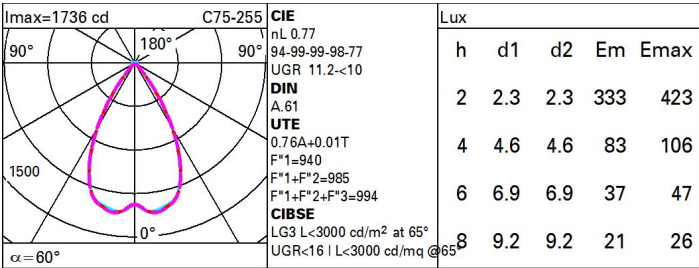 Imax=1736 cd C75-255
90° 180° 90°
1500
0°
α=60°
CIE
nL 0.77
94-99-99-98-77
UGR 11.2-<10
DIN
A.61
UTE
0.76A+0.01T
F"1=940
F"1+F"2=985
F"1+F"2+F"3=994
CIBSE
LG3 L<3000 cd/m² at 65°
UGR<16 | L<3000 cd/mq @65°
Lux
h d1 d2 Em Emax
2 2.3 2.3 333 423
4 4.6 4.6 83 106
6 6.9 6.9 37 47
8 9.2 9.2 21 26